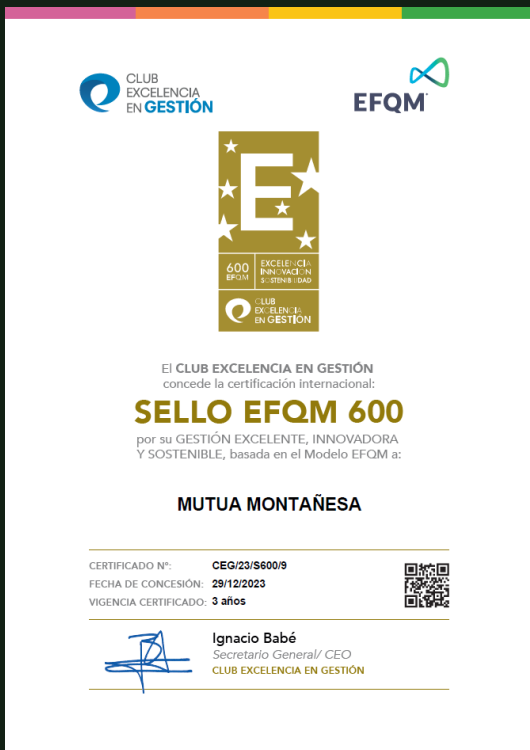 CLUB
EXCELENCIA
EN GESTIÓN
EFQM
E
600
EFQM
EXCELENCIA
INNOVACIÓN
SOSTENIBILIDAD
CLUB
EXCELENCIA
EN GESTIÓN
El CLUB EXCELENCIA EN GESTIÓN
concede la certificación internacional:
SELLO EFQM 600
por su GESTIÓN EXCELENTE, INNOVADORA
Y SOSTENIBLE, basada en el Modelo EFQM a:
MUTUA MONTAÑESA
CERTIFICADO Nº: CEG/23/S600/9
FECHA DE CONCESIÓN: 29/12/2023
VIGENCIA CERTIFICADO: 3 años
Ignacio Babé
Secretario General/ CEO
CLUB EXCELENCIA EN GESTIÓN